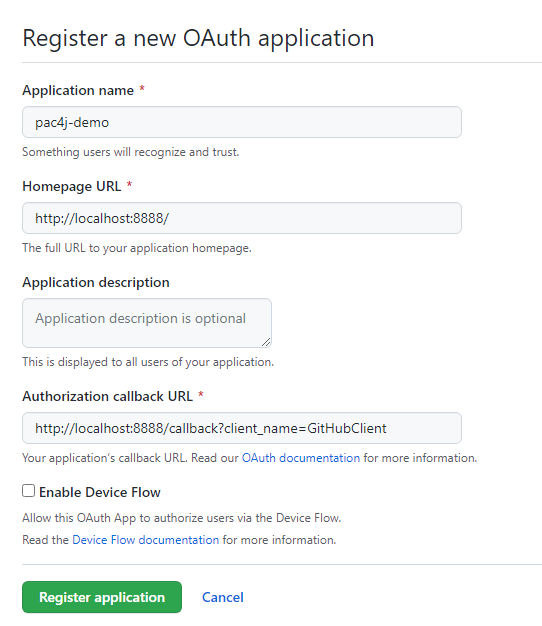 Register a new OAuth application
Application name *
pac4j-demo
Something users will recognize and trust.
Homepage URL *
http://localhost:8888/
The full URL to your application homepage.
Application description
Application description is optional
This is displayed to all users of your application.
Authorization callback URL *
http://localhost:8888/callback?client_name=GitHubClient
Your application's callback URL. Read our OAuth documentation for more information.
Enable Device Flow
Allow this OAuth App to authorize users via the Device Flow.
Read the Device Flow documentation for more information.
Register application Cancel